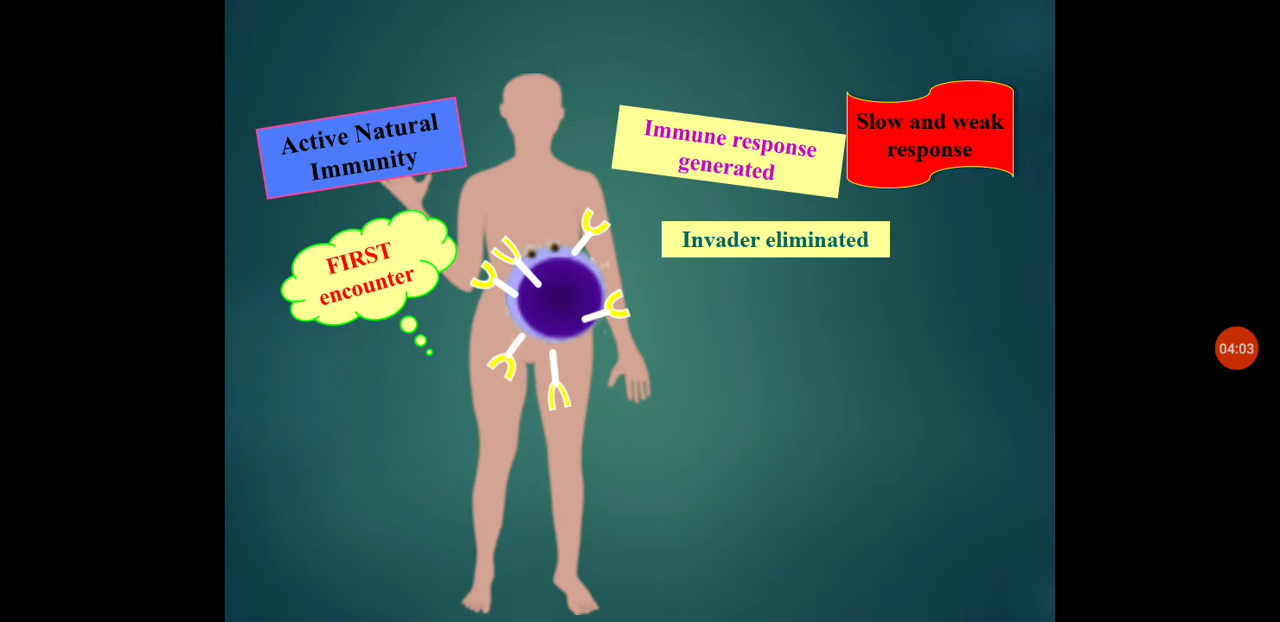 Active Natural
Immunity
FIRST
encounter
Immune response
generated
Slow and weak
response
Invader eliminated
04:03